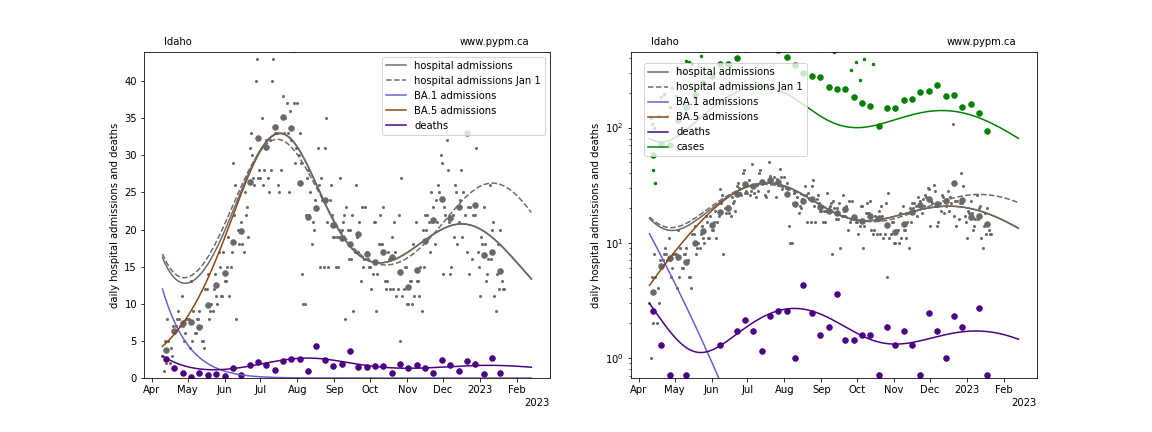 Idaho www.pypm.ca
daily hospital admissions and deaths
40
35
30
25
20
15
10
5
0
hospital admissions
hospital admissions Jan 1
BA.1 admissions
BA.5 admissions
deaths
Apr May Jun Jul Aug Sep Oct Nov Dec 2023 Feb
2023
Idaho www.pypm.ca
daily hospital admissions and deaths
10²
10¹
10⁰
hospital admissions
hospital admissions Jan 1
BA.1 admissions
BA.5 admissions
deaths
cases
Apr May Jun Jul Aug Sep Oct Nov Dec 2023 Feb
2023